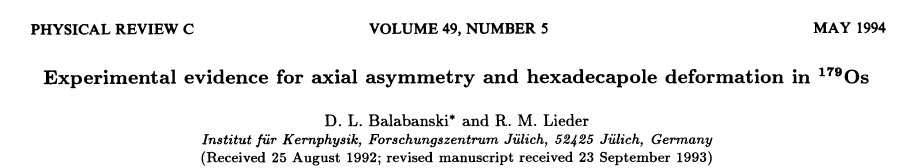 PHYSICAL REVIEW C VOLUME 49, NUMBER 5 MAY 1994
Experimental evidence for axial asymmetry and hexadecapole deformation in ¹⁷⁹Os
D. L. Balabanski* and R. M. Lieder
Institut für Kernphysik, Forschungszentrum Jülich, 52425 Jülich, Germany
(Received 25 August 1992; revised manuscript received 23 September 1993)